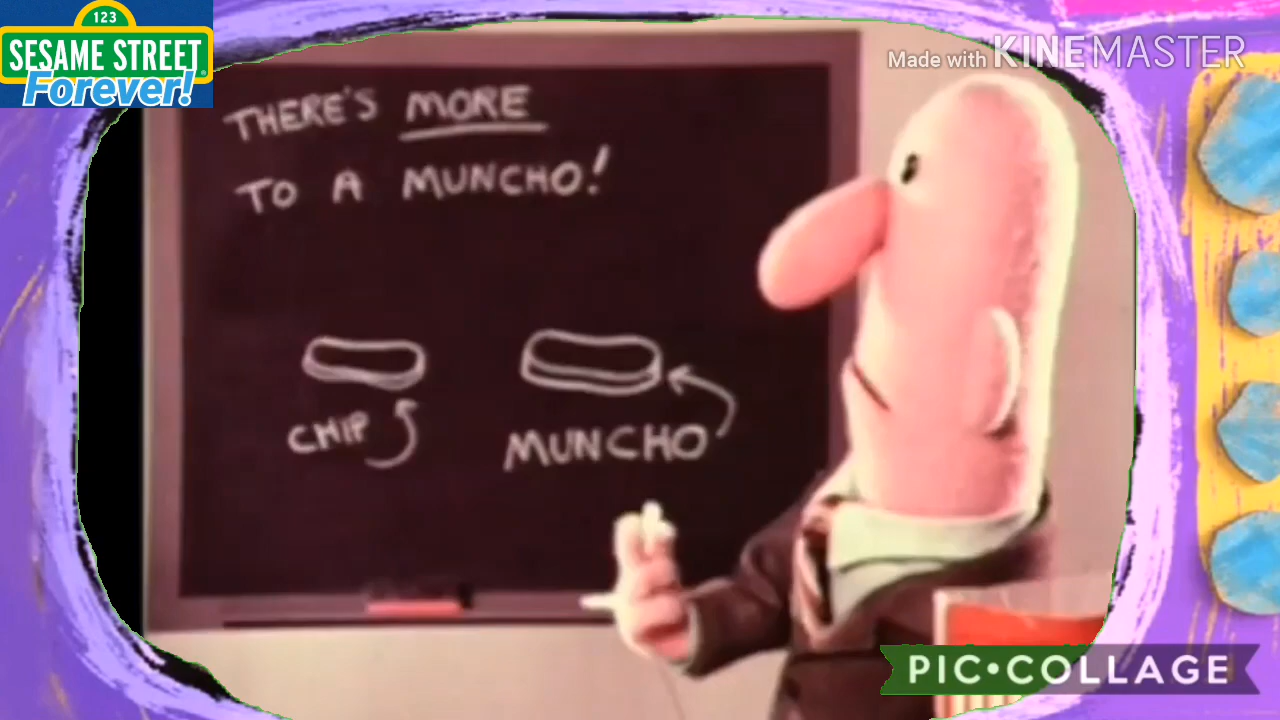 123
SESAME STREET
Forever!
Made with KINEMASTER
THERE'S MORE
TO A MUNCHO!
CHIP
MUNCHO
PIC•COLLAGE